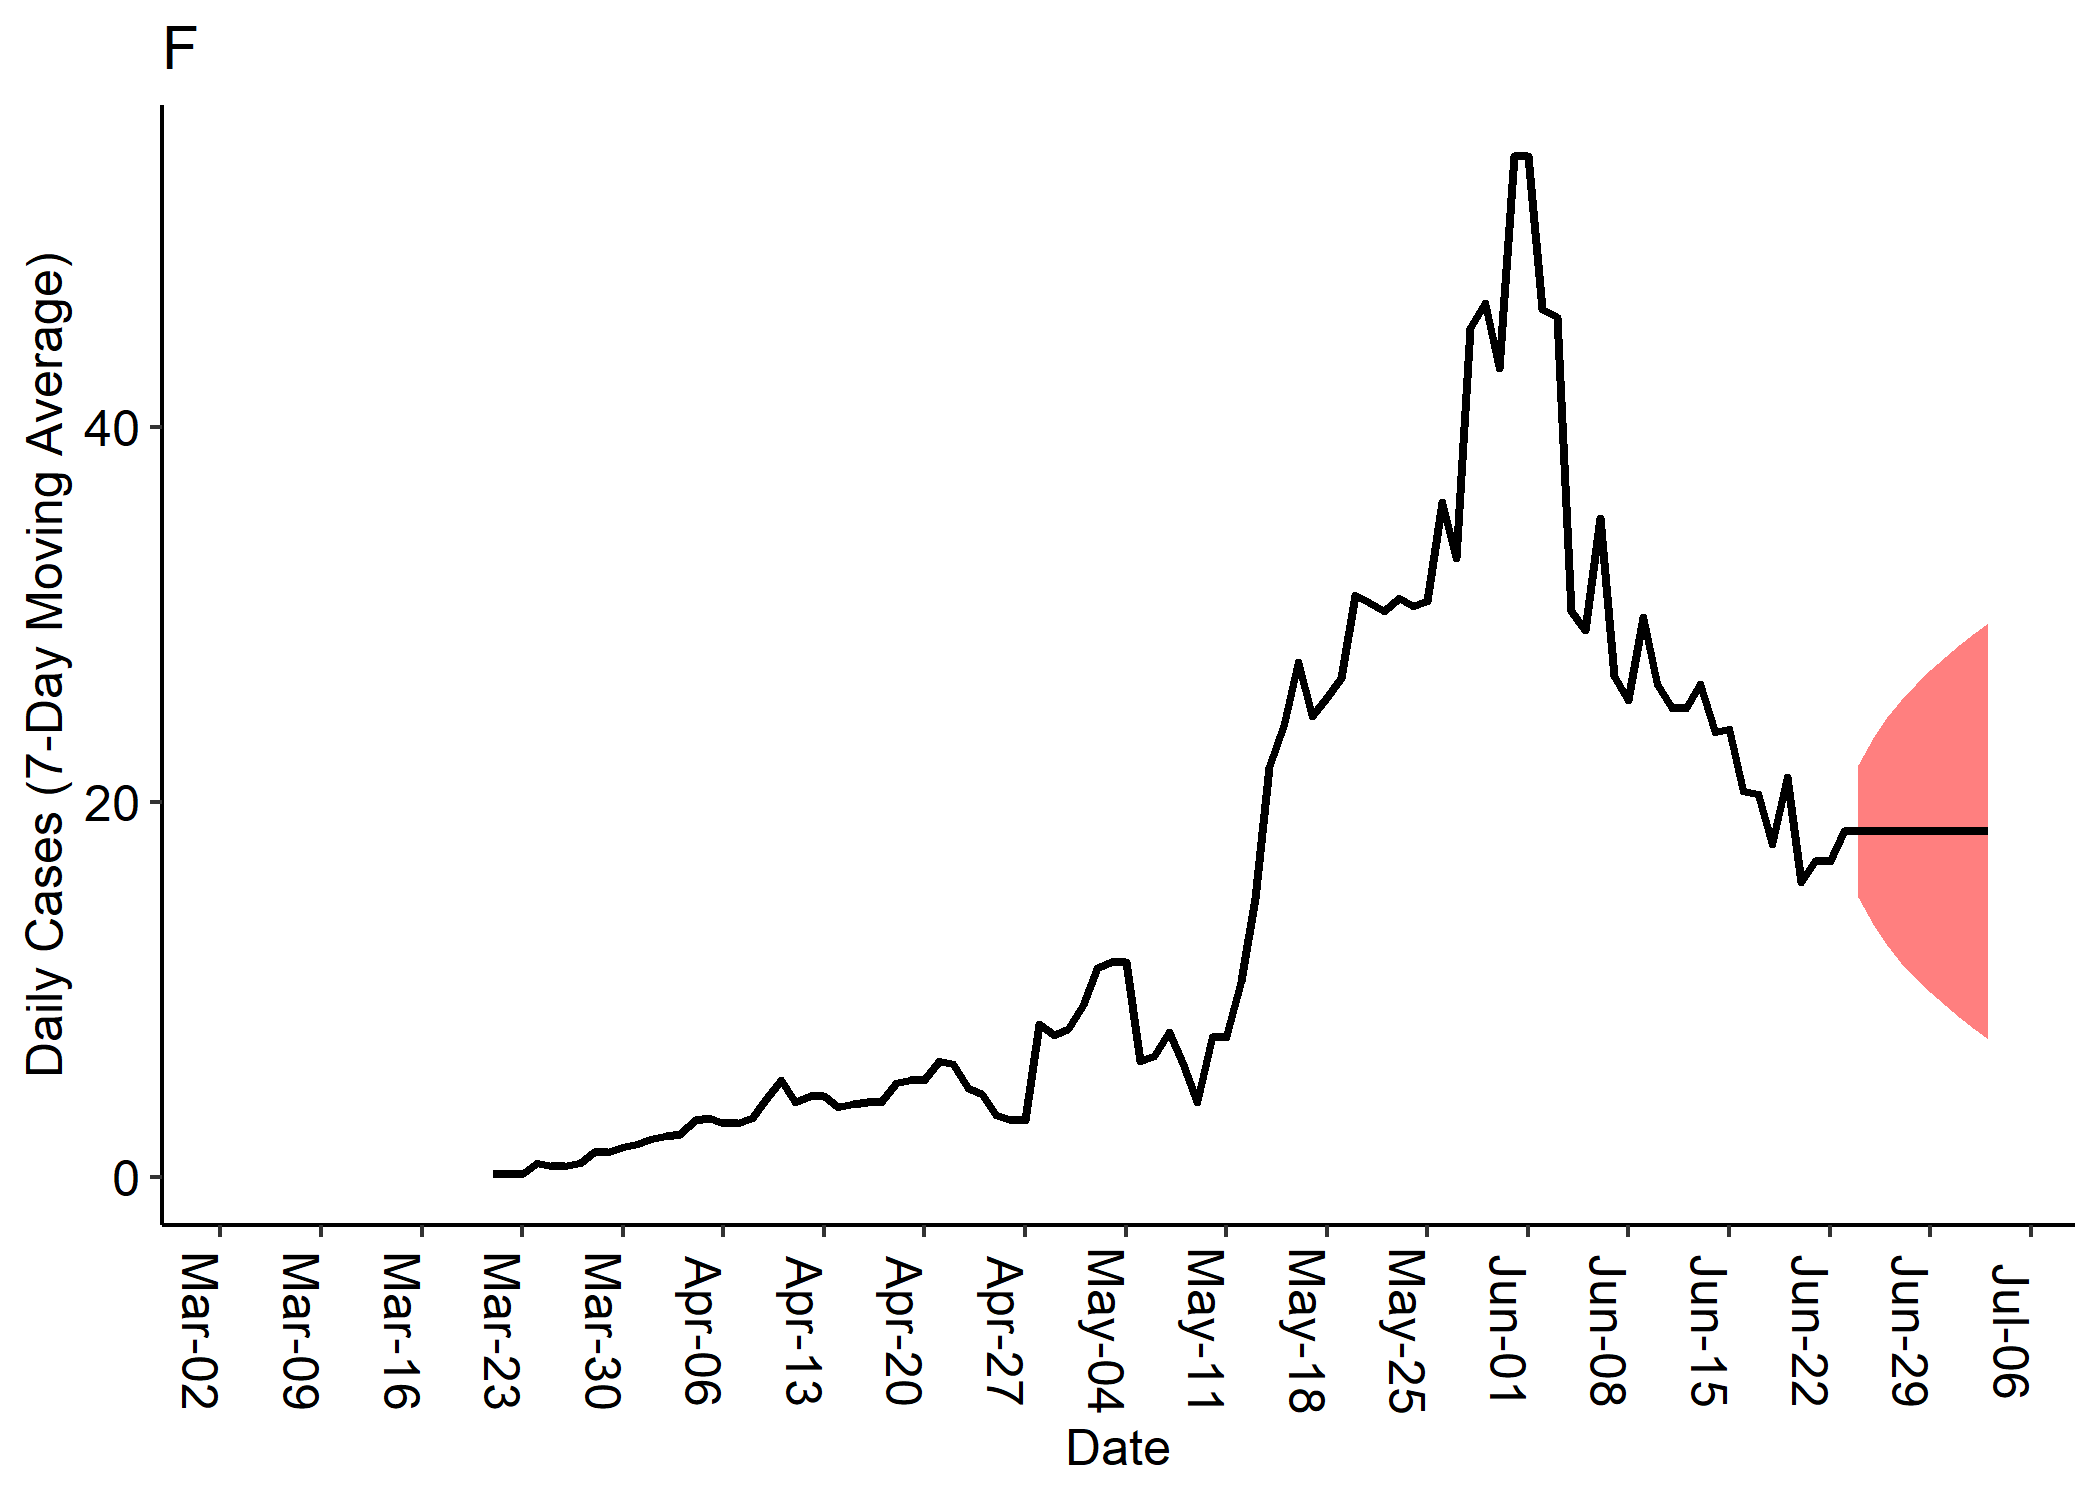 F
Daily Cases (7-Day Moving Average)
40
20
0
Mar-02
Mar-09
Mar-16
Mar-23
Mar-30
Apr-06
Apr-13
Apr-20
Apr-27
May-04
May-11
May-18
May-25
Jun-01
Jun-08
Jun-15
Jun-22
Jun-29
Jul-06
Date